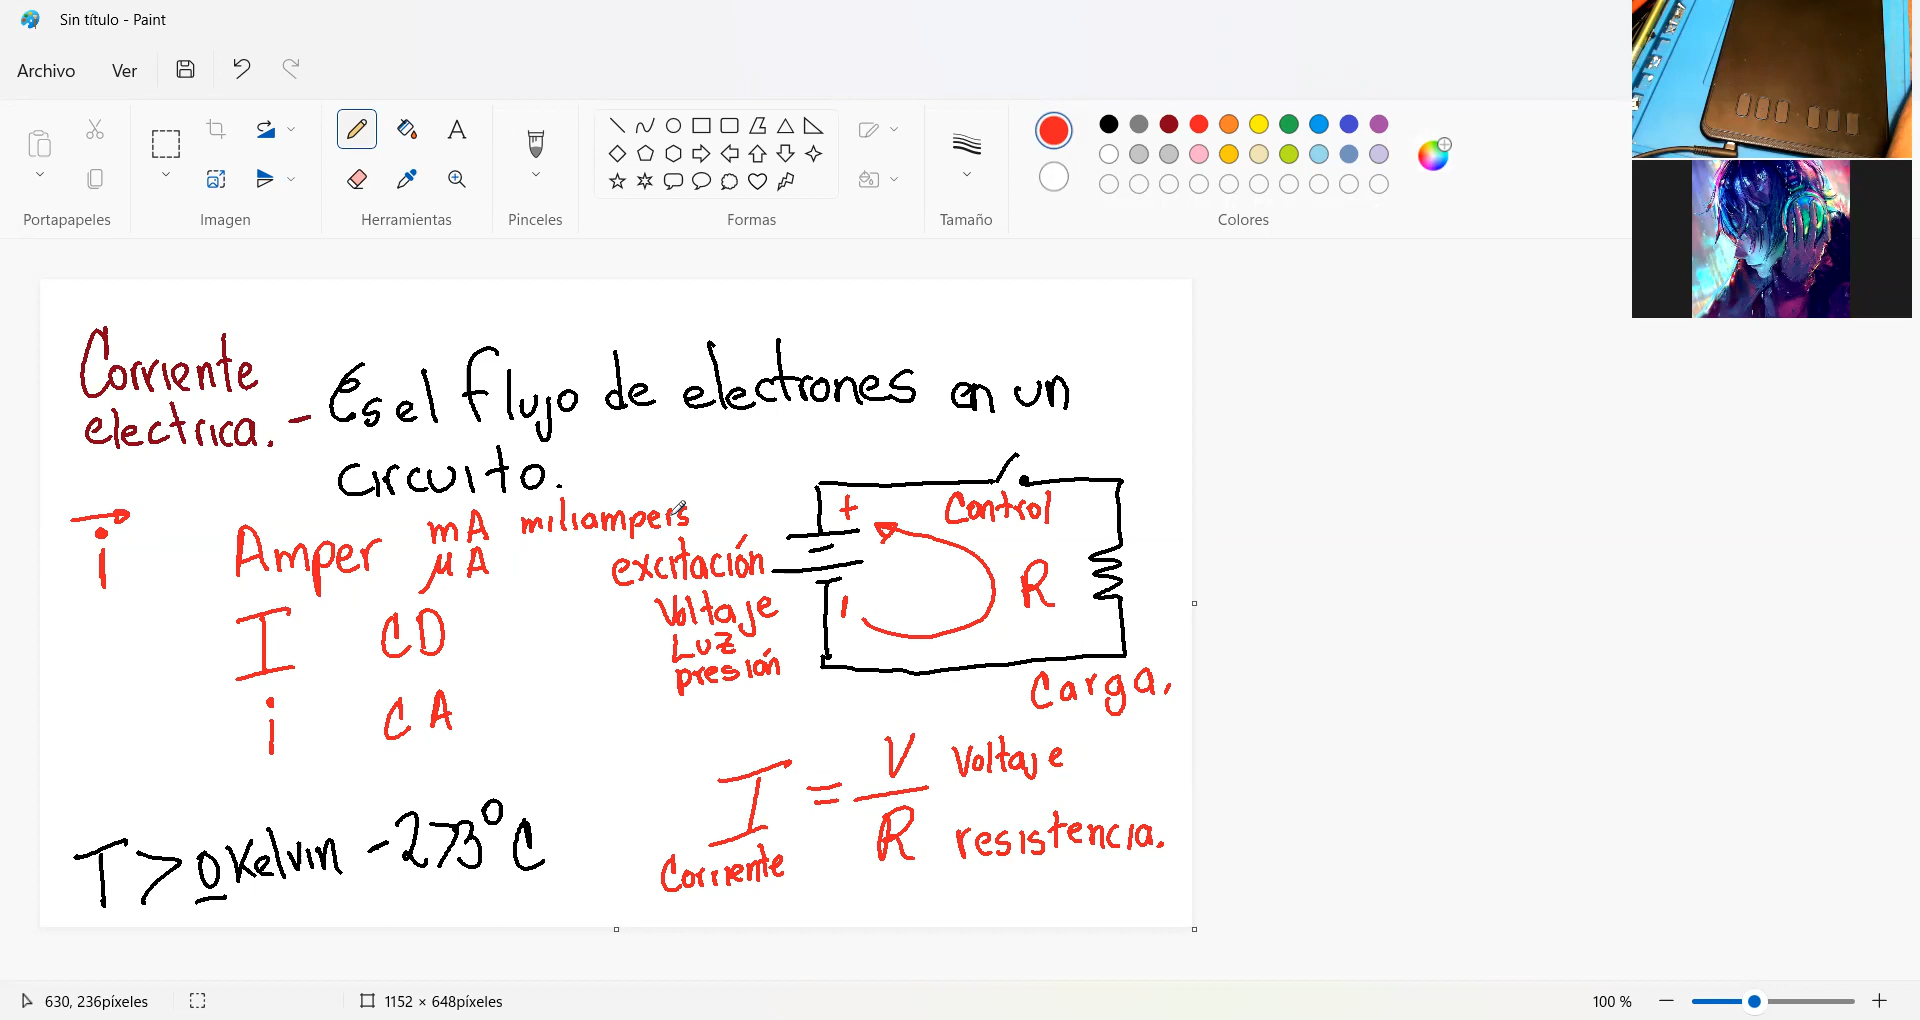 Sin título - Paint
Archivo Ver
Portapapeles Imagen Herramientas Pinceles Formas Tamaño Colores
Corriente
electrica. - Es el flujo de electrones en un
circuito.
i Amper mA miliampers
µA
I CD
i CA
excitación
Voltaje
Luz
presión
+ Control
R
Carga.
I = V Voltaje
R resistencia.
Corriente
T > 0 Kelvin -273° C
630, 236píxeles 1152 × 648píxeles 100 %